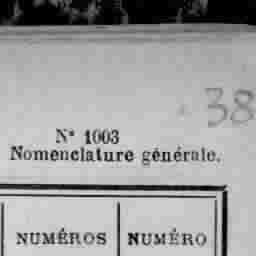 38
N° 1003
Nomenclature générale.
NUMÉROS NUMÉRO